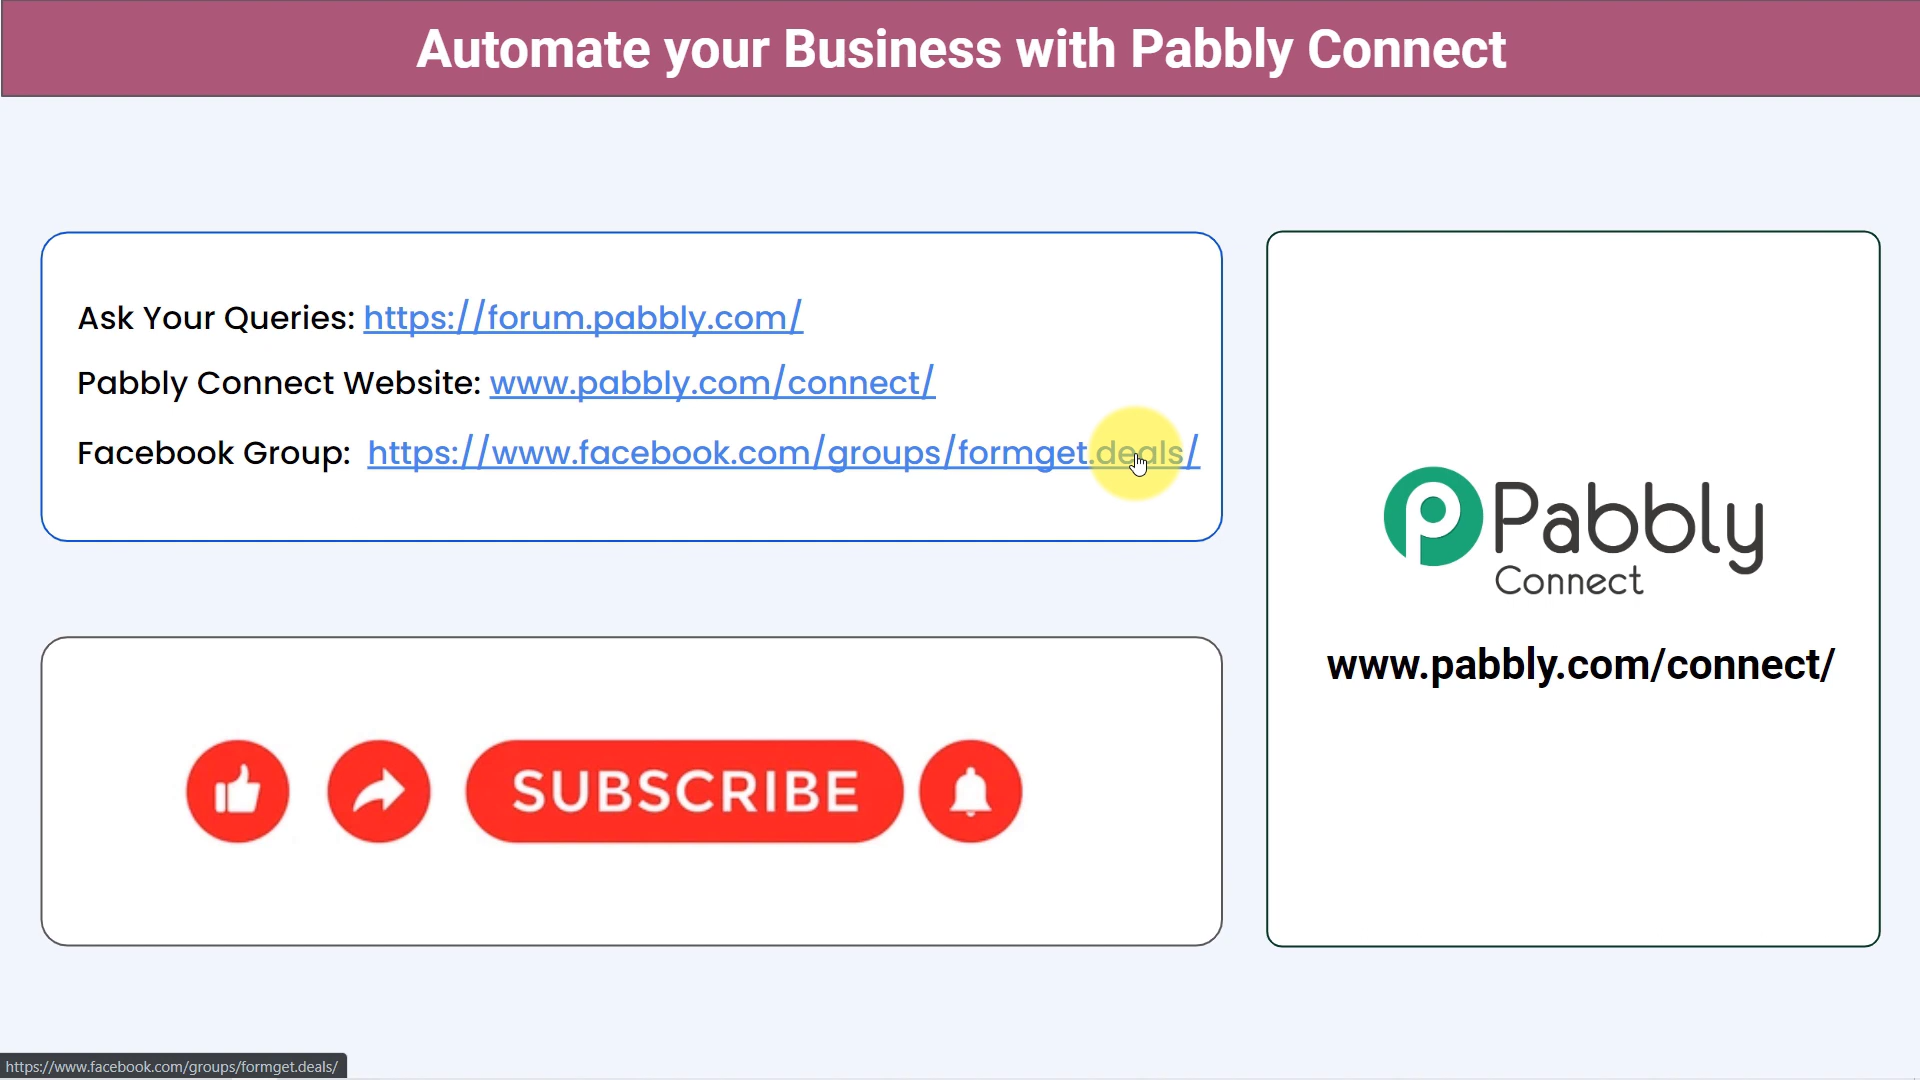 Automate your Business with Pabbly Connect
Ask Your Queries: https://forum.pabbly.com/
Pabbly Connect Website: www.pabbly.com/connect/
Facebook Group: https://www.facebook.com/groups/formget.deals/
Pabbly
Connect
www.pabbly.com/connect/
SUBSCRIBE
https://www.facebook.com/groups/formget.deals/